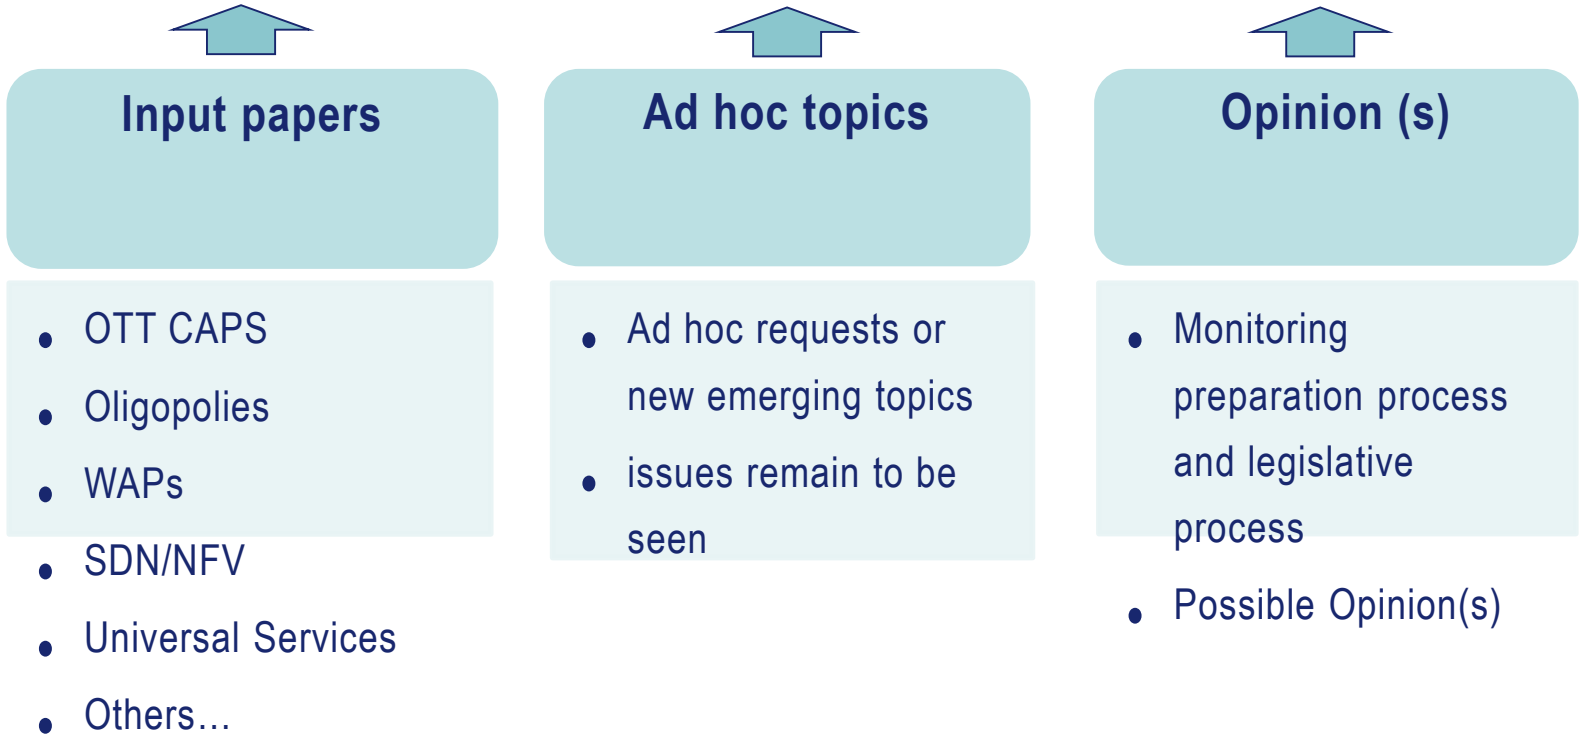 Input papers
OTT CAPS
Oligopolies
WAPs
SDN/NFV
Universal Services
Others…
Ad hoc topics
Ad hoc requests or
new emerging topics
issues remain to be
seen
Opinion (s)
Monitoring
preparation process
and legislative
process
Possible Opinion(s)